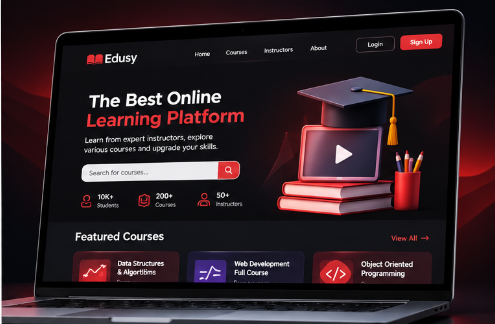 Edusy
Home
Courses
Instructors
About
Login
Sign Up
The Best Online
Learning Platform
Learn from expert instructors, explore
various courses and upgrade your skills.
Search for courses...
10K+
Students
200+
Courses
50+
Instructors
Featured Courses
View All →
Data Structures
& Algorithms
Web Development
Full Course
Object Oriented
Programming